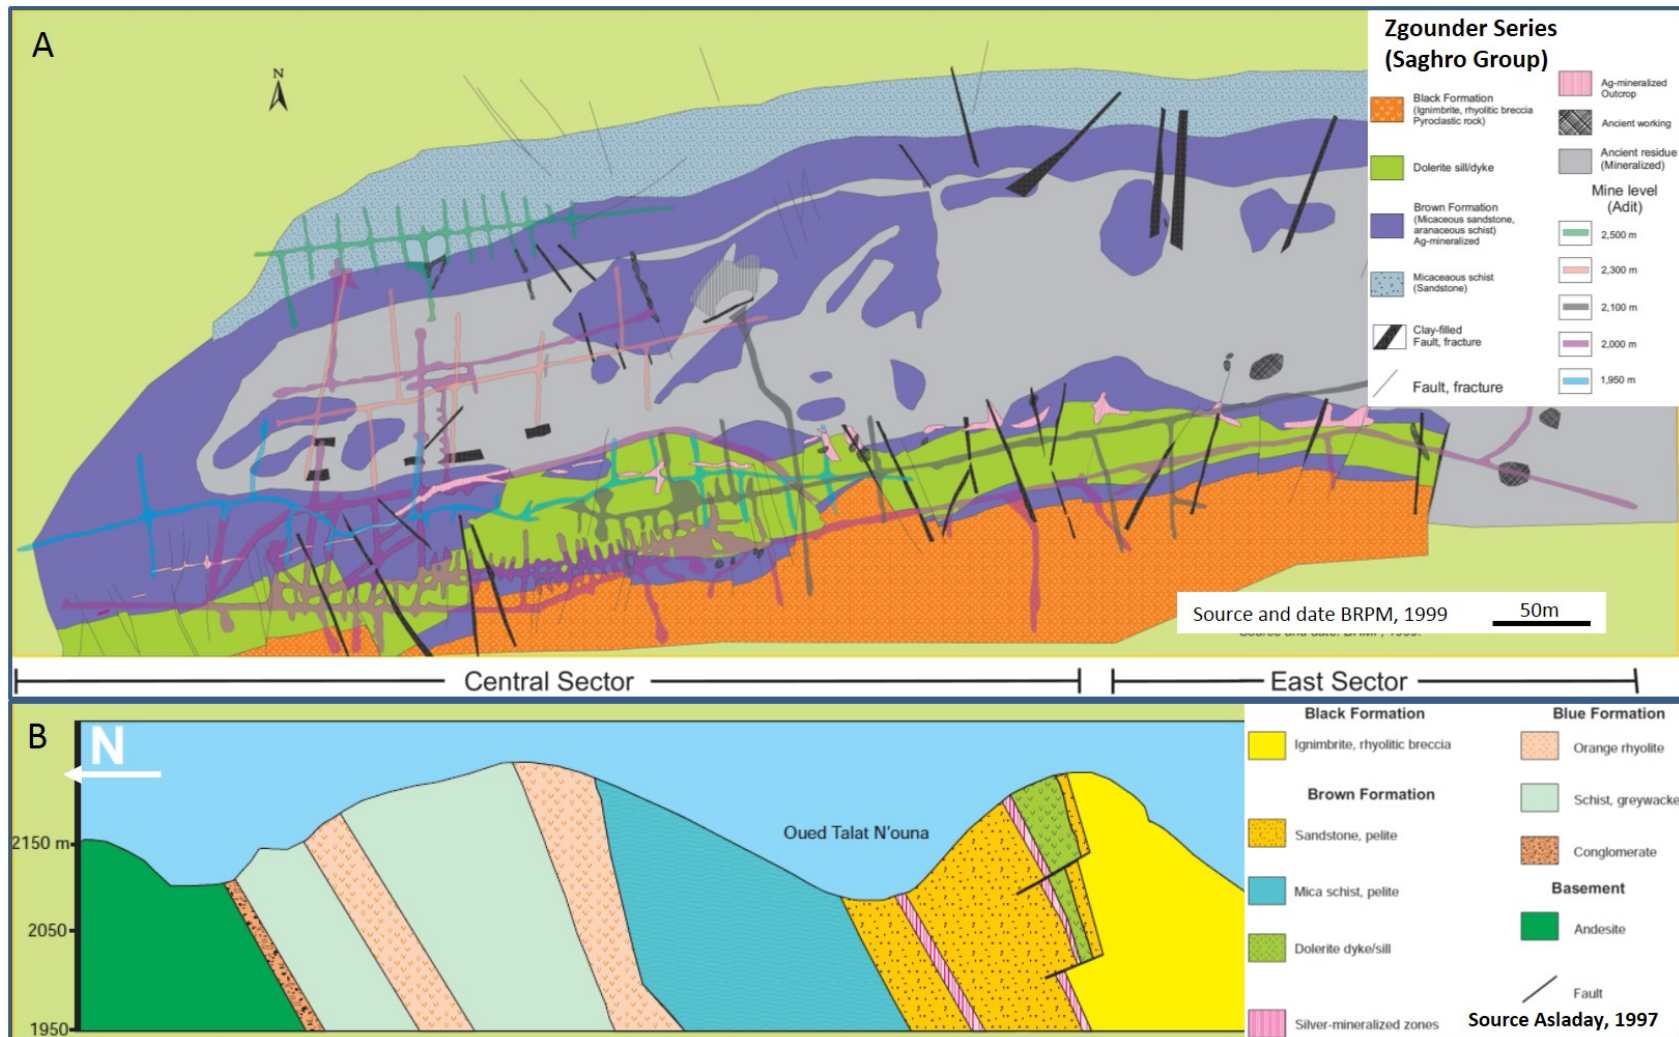 A
N
Zgounder Series
(Saghro Group)
Black Formation
(Ignimbrite, rhyolitic breccia
Pyroclastic rock)
Dolerite sill/dyke
Brown Formation
(Micaceous sandstone,
aranaceous schist)
Ag-mineralized
Micaceaous schist
(Sandstone)
Clay-filled
Fault, fracture
Fault, fracture
Ag-mineralized
Outcrop
Ancient working
Ancient residue
(Mineralized)
Mine level
(Adit)
2,500 m
2,300 m
2,100 m
2,000 m
1,950 m
Source and date BRPM, 1999
50m
Central Sector
East Sector
B
N
2150 m
2050
1950
Oued Talat N'ouna
Black Formation
Ignimbrite, rhyolitic breccia
Brown Formation
Sandstone, pelite
Mica schist, pelite
Dolerite dyke/sill
Silver-mineralized zones
Blue Formation
Orange rhyolite
Schist, greywacke
Conglomerate
Basement
Andesite
Fault
Source Asladay, 1997